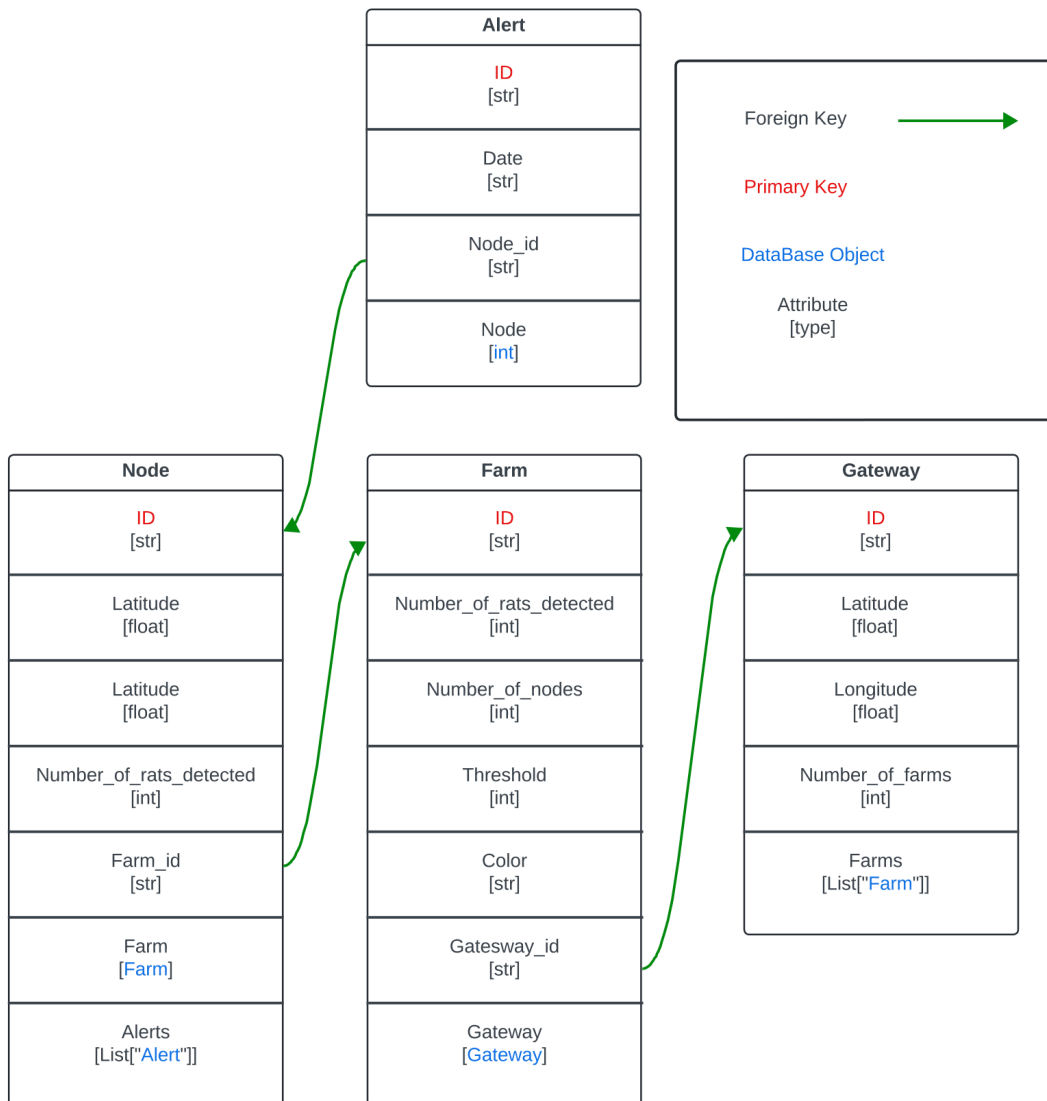 Alert
ID
[str]
Date
[str]
Node_id
[str]
Node
[int]
Foreign Key
Primary Key
DataBase Object
Attribute
[type]
Node
ID
[str]
Latitude
[float]
Latitude
[float]
Number_of_rats_detected
[int]
Farm_id
[str]
Farm
[Farm]
Alerts
[List["Alert"]]
Farm
ID
[str]
Number_of_rats_detected
[int]
Number_of_nodes
[int]
Threshold
[int]
Color
[str]
Gatesway_id
[str]
Gateway
[Gateway]
Gateway
ID
[str]
Latitude
[float]
Longitude
[float]
Number_of_farms
[int]
Farms
[List["Farm"]]